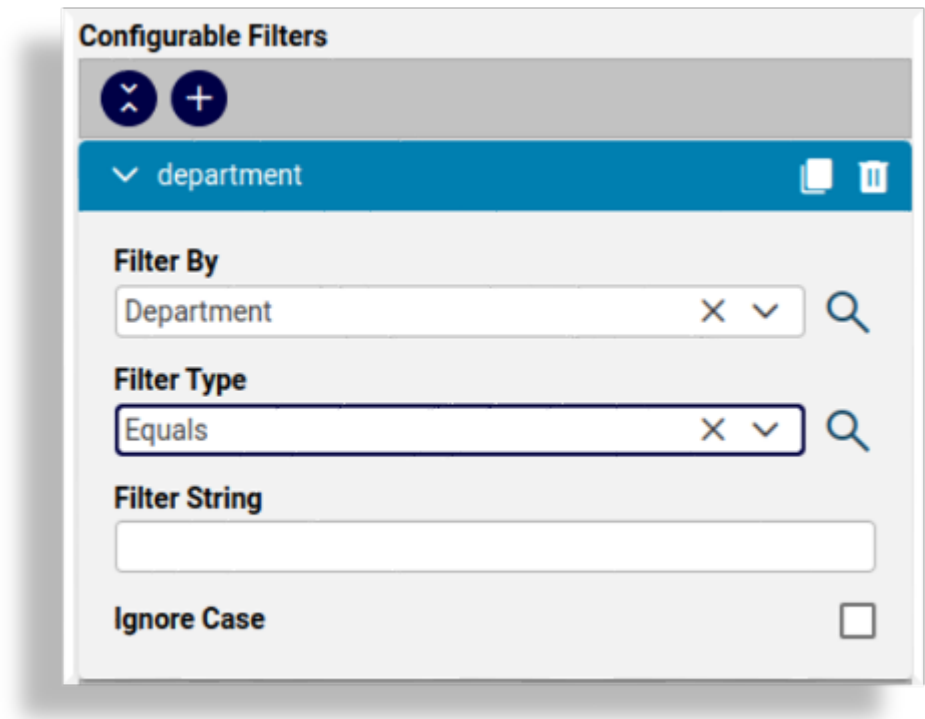 Configurable Filters
department
Filter By
Department
Filter Type
Equals
Filter String
Ignore Case